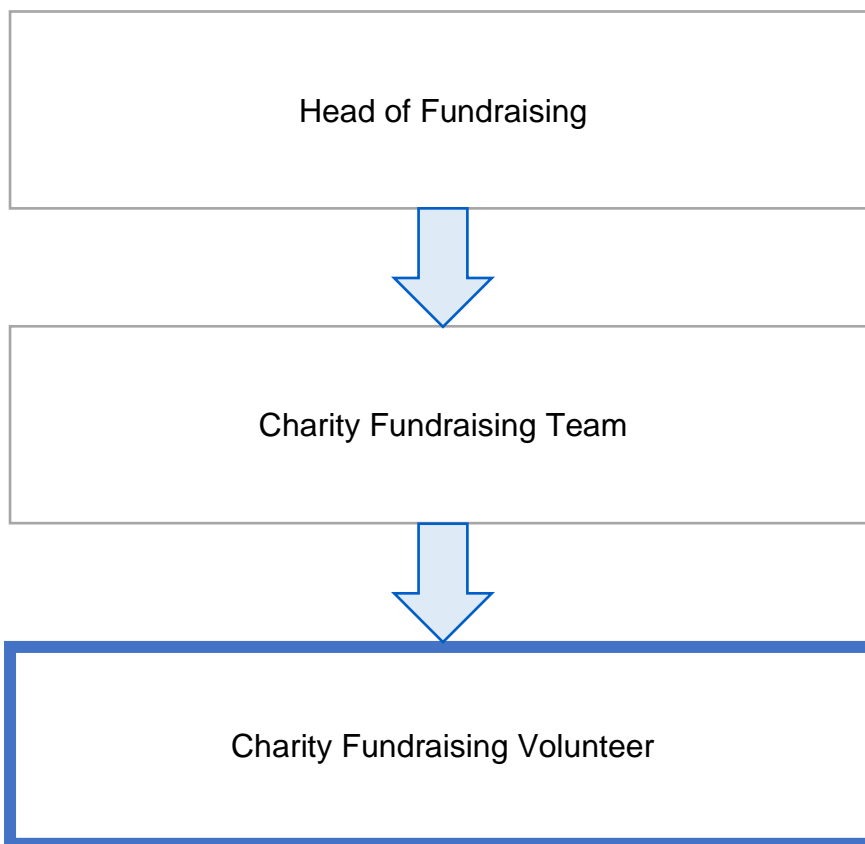 Head of Fundraising
Charity Fundraising Team
Charity Fundraising Volunteer